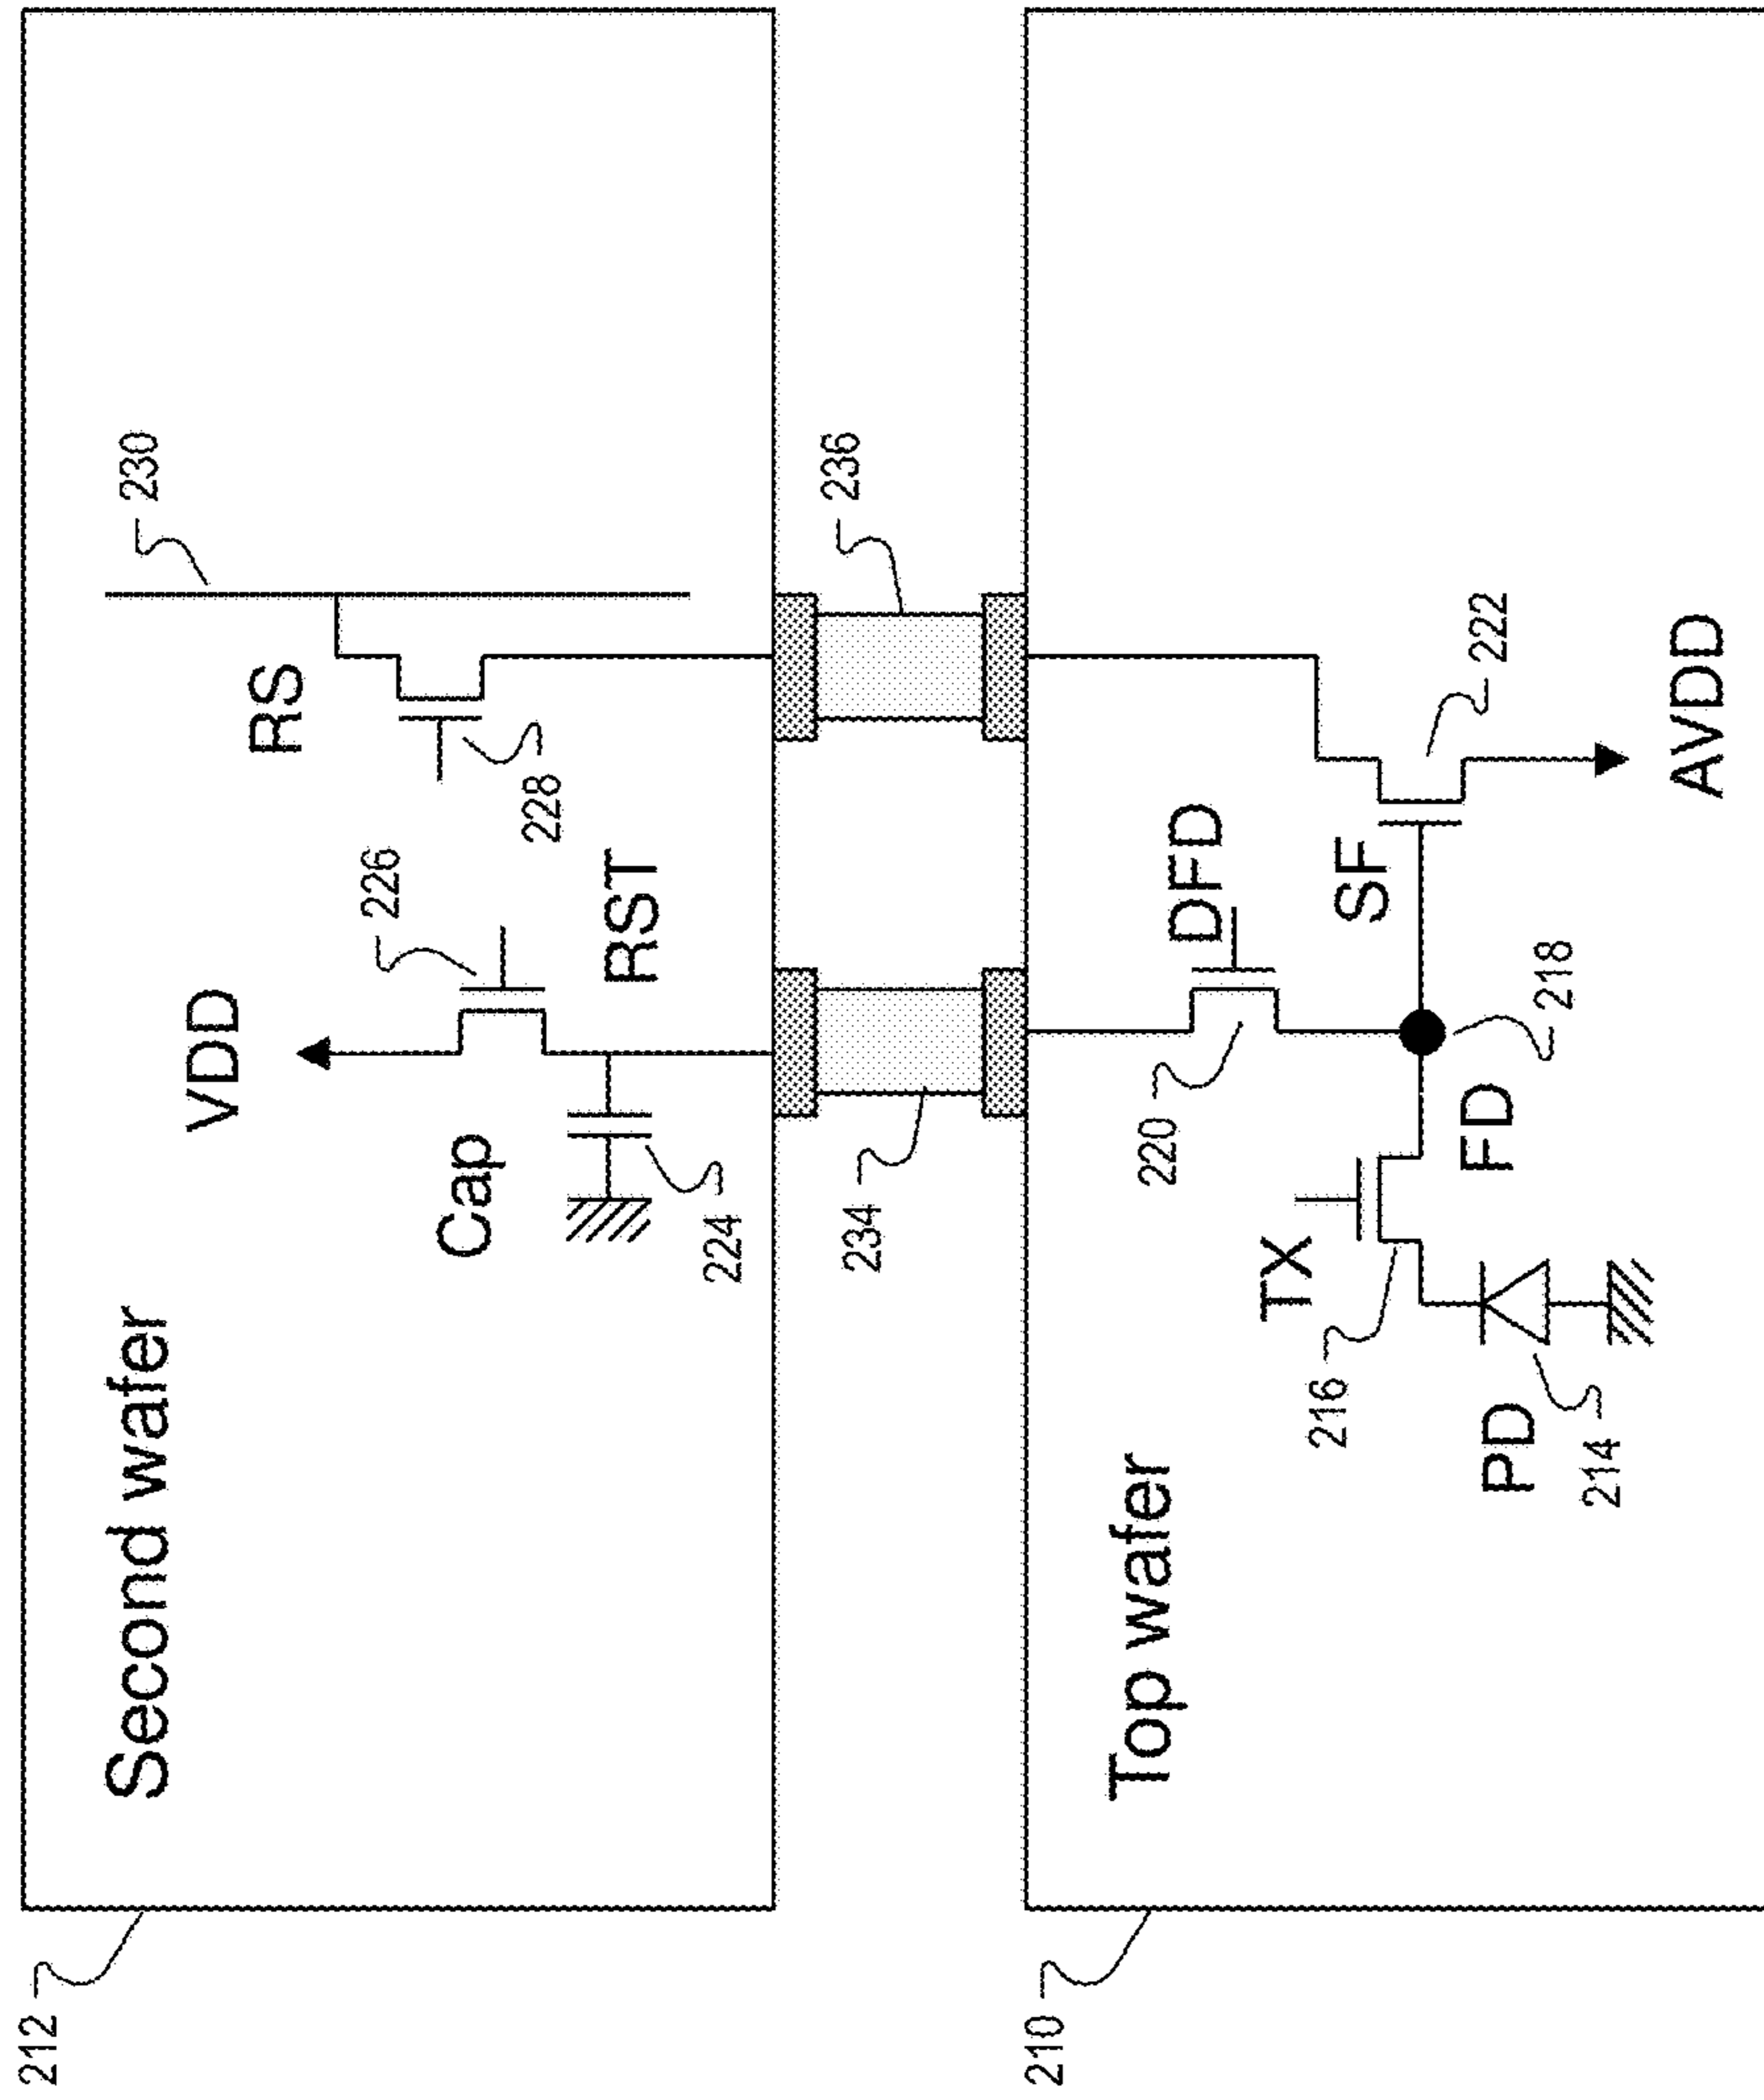 212
Second wafer
VDD
226
RS
230
Cap
228
224
RST
234
236
210
Top wafer
TX
220
DFD
216
SF
PD
FD
218
222
214
AVDD